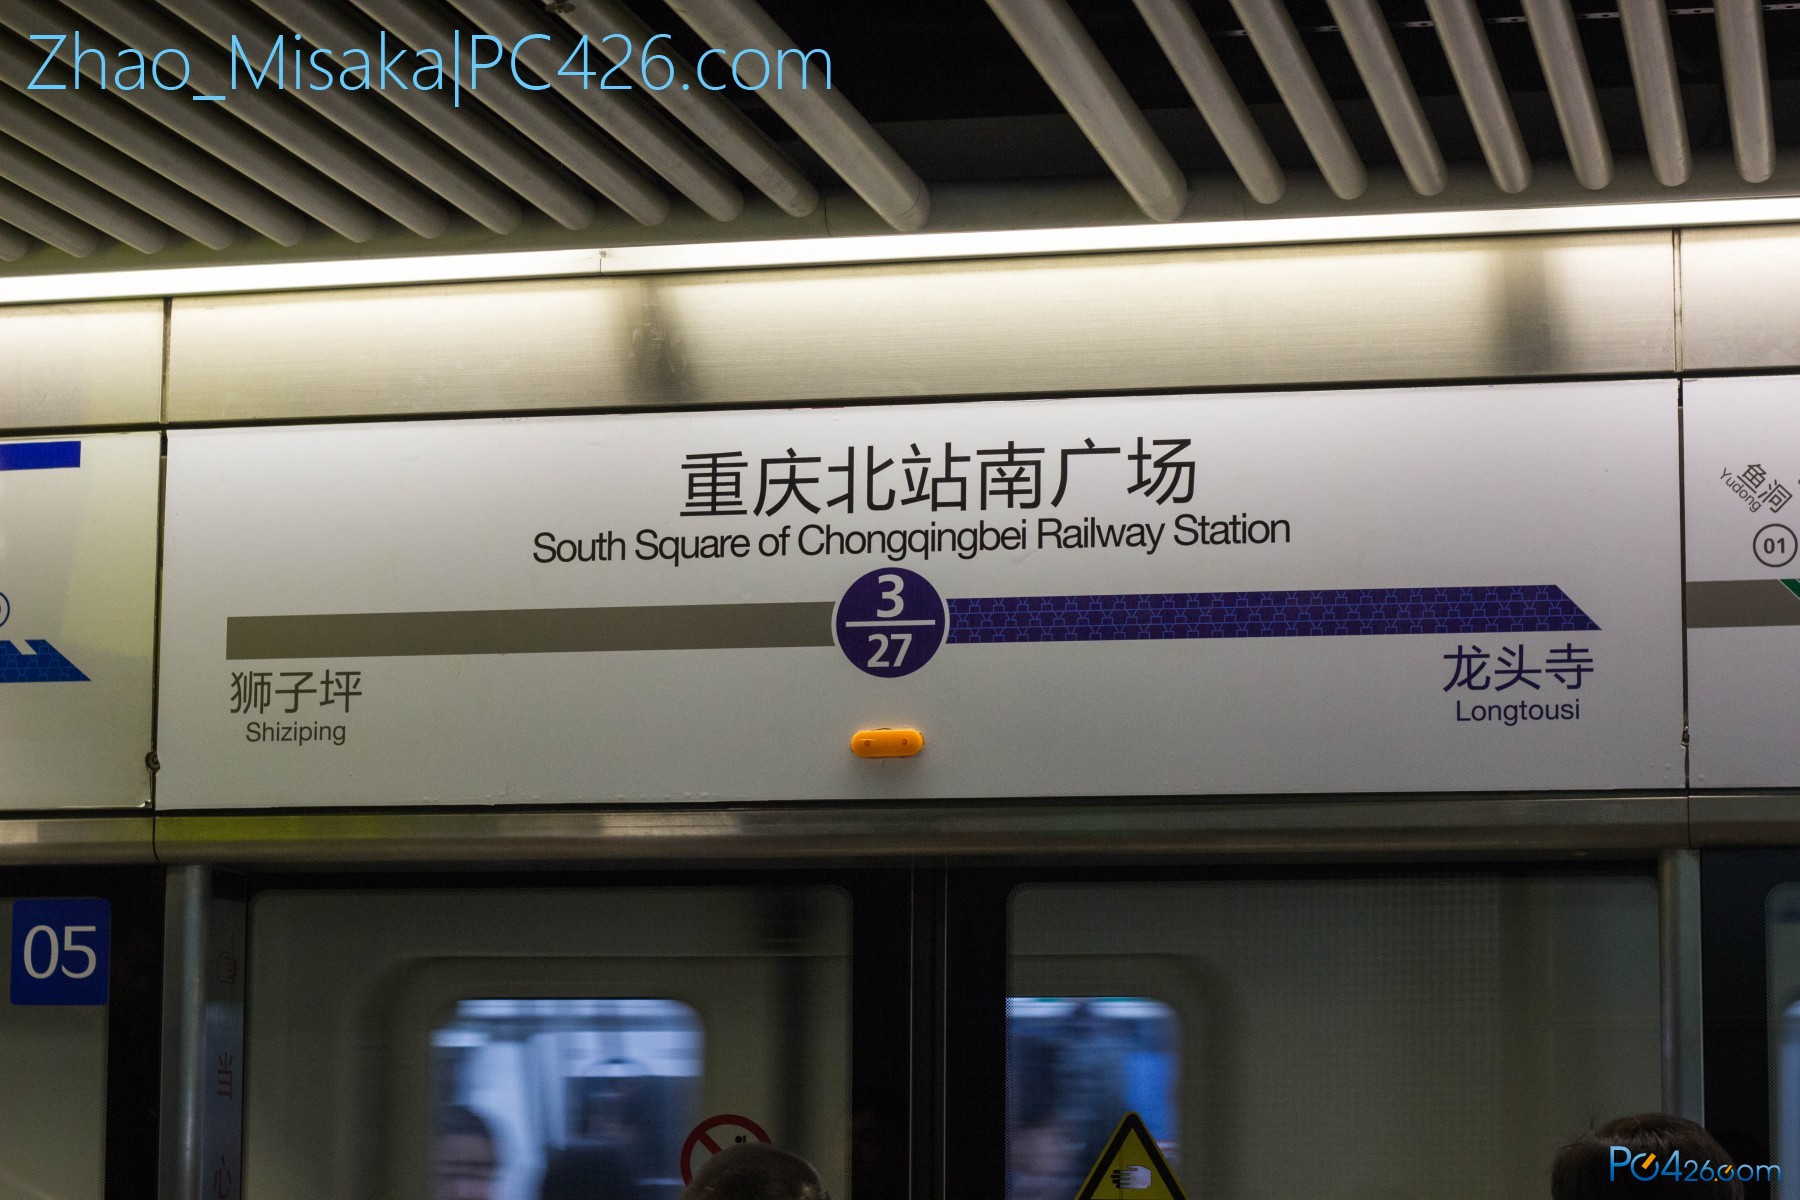 Zhao_Misaka|PC426.com
重庆北站南广场
South Square of Chongqingbei Railway Station
3
27
狮子坪
Shiziping
龙头寺
Longtousi
鱼洞
Yudong
01
05
PC426.com